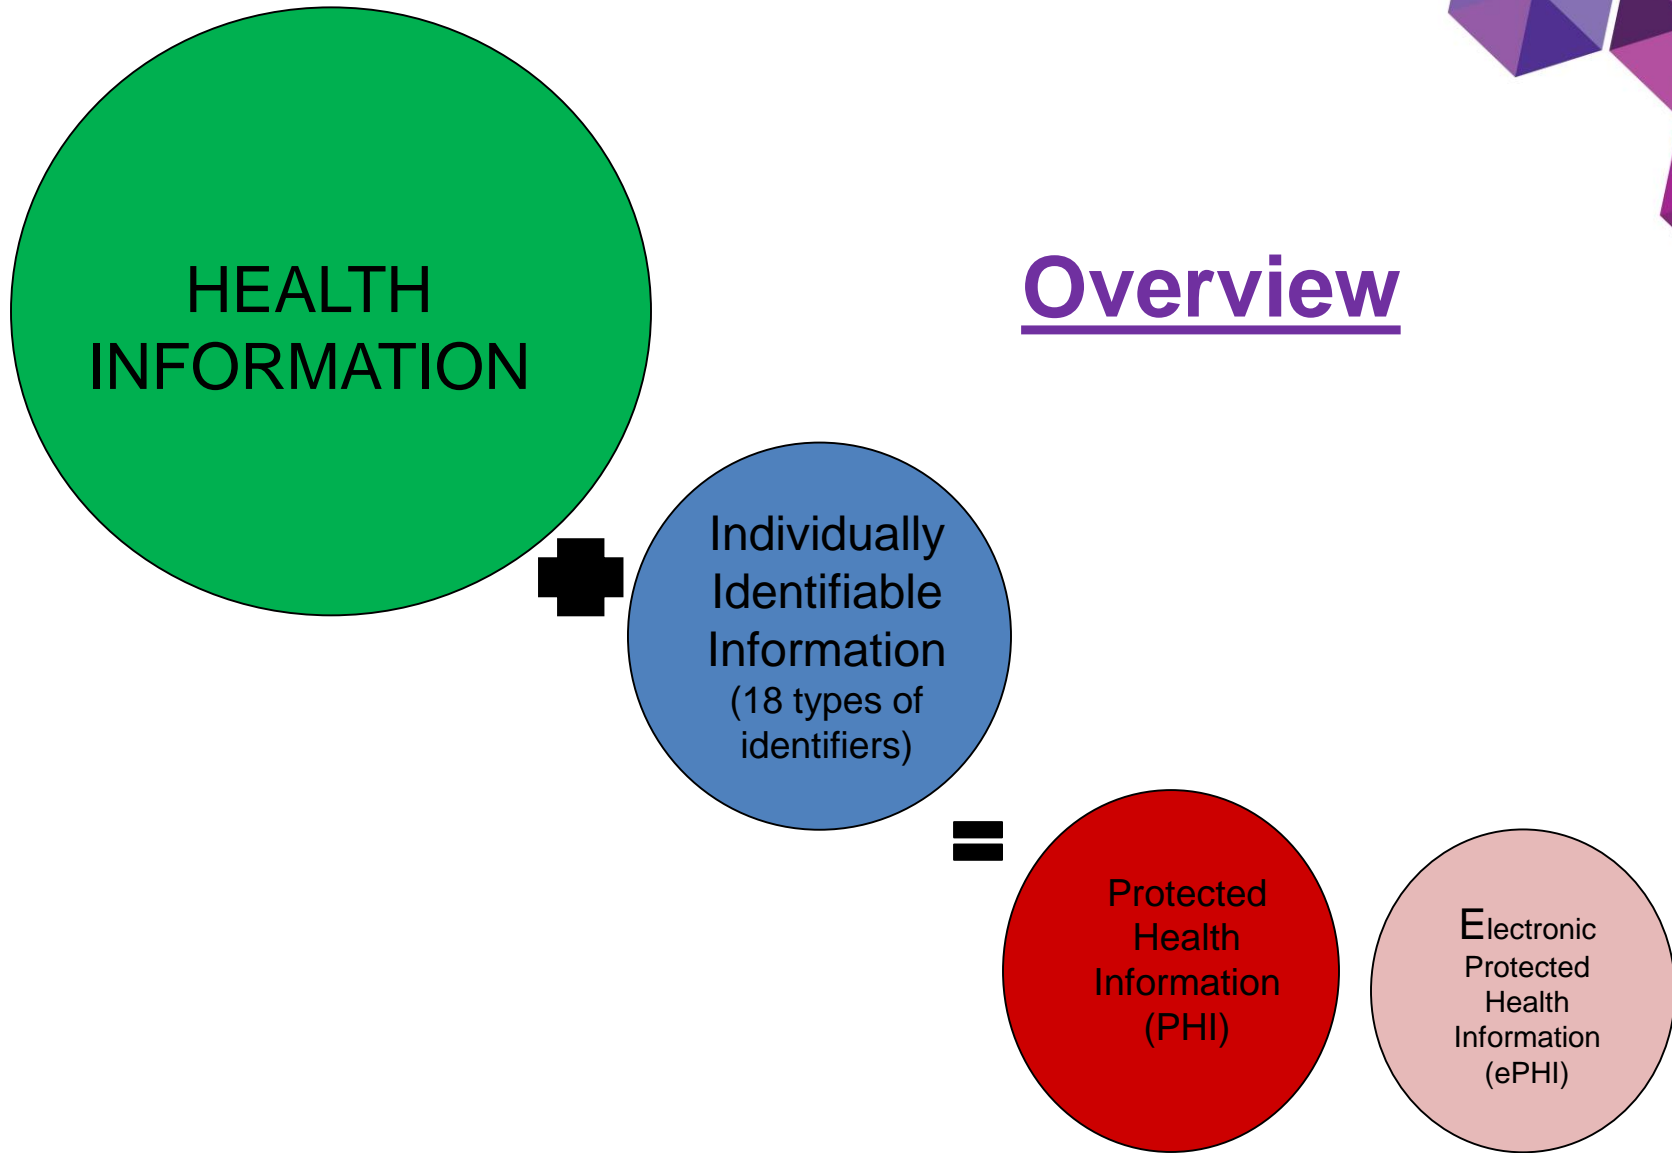 HEALTH
INFORMATION
Overview
Individually
Identifiable
Information
(18 types of
identifiers)
Protected
Health
Information
(PHI)
Electronic
Protected
Health
Information
(ePHI)